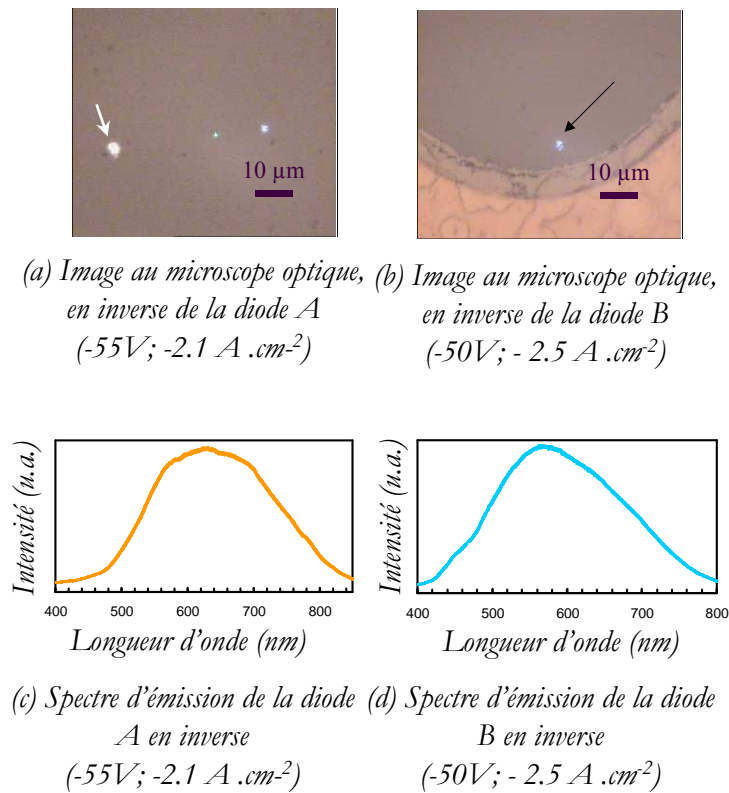 10 µm
10 µm
(a) Image au microscope optique,
en inverse de la diode A
(-55V; -2.1 A .cm-²)
(b) Image au microscope optique,
en inverse de la diode B
(-50V; - 2.5 A .cm-²)
Intensité (u.a.)
400 500 600 700 800
Longueur d'onde (nm)
Intensité (u.a.)
400 500 600 700 800
Longueur d'onde (nm)
(c) Spectre d'émission de la diode
A en inverse
(-55V; -2.1 A .cm-²)
(d) Spectre d'émission de la diode
B en inverse
(-50V; - 2.5 A .cm-²)